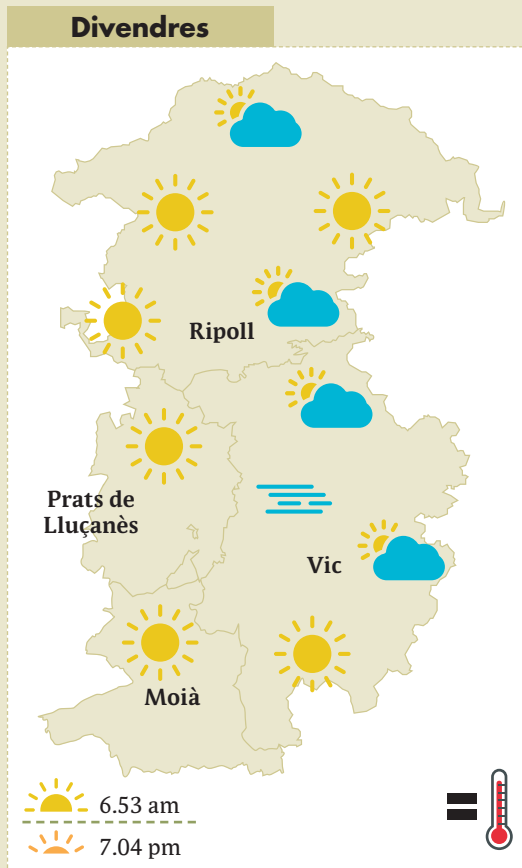 Divendres
Ripoll
Prats de
Lluçanès
Vic
Moià
6.53 am
7.04 pm